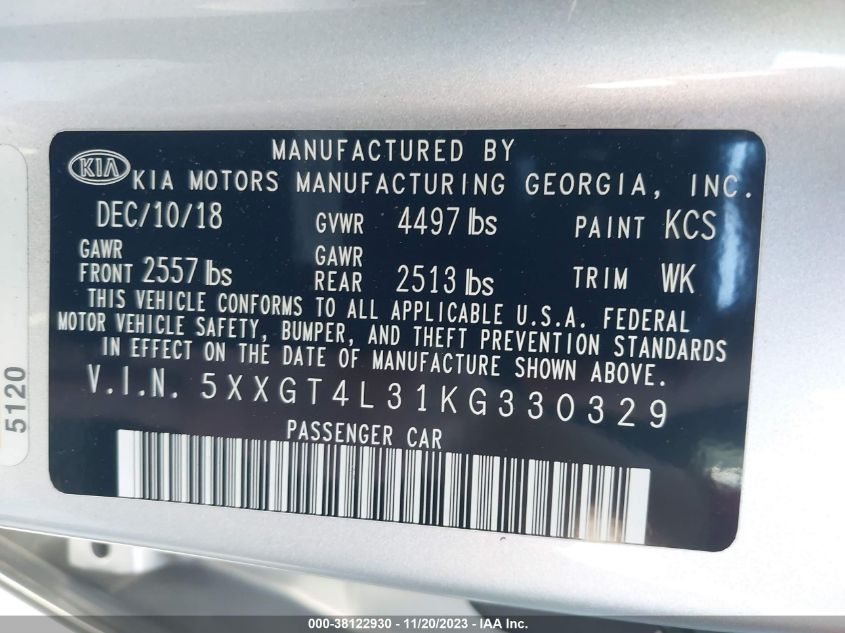 MANUFACTURED BY
KIA KIA MOTORS MANUFACTURING GEORGIA, INC.
DEC/10/18 GVWR 4497 lbs PAINT KCS
GAWR FRONT 2557 lbs GAWR REAR 2513 lbs TRIM WK
THIS VEHICLE CONFORMS TO ALL APPLICABLE U.S.A. FEDERAL
MOTOR VEHICLE SAFETY, BUMPER, AND THEFT PREVENTION STANDARDS
IN EFFECT ON THE DATE OF MANUFACTURE SHOWN ABOVE.
V.I.N. 5XXGT4L31KG330329
PASSENGER CAR
5120
000-38122930 - 11/20/2023 - IAA Inc.